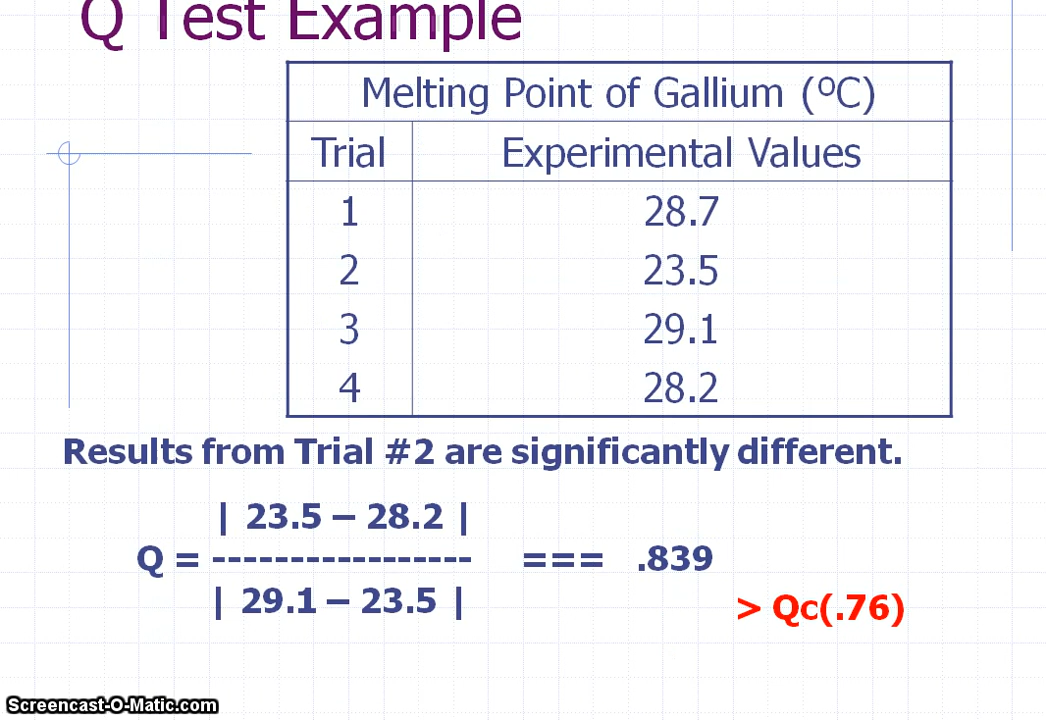 Q Test Example
Melting Point of Gallium (ºC)
Trial Experimental Values
1 28.7
2 23.5
3 29.1
4 28.2
Results from Trial #2 are significantly different.
| 23.5 – 28.2 |
Q = ----------------- === .839
| 29.1 – 23.5 |
> Qc(.76)
Screencast-O-Matic.com